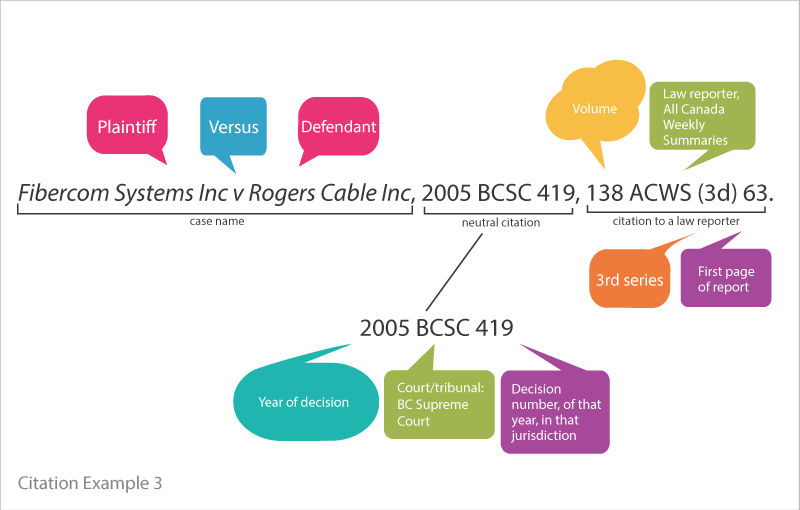 Plaintiff
Versus
Defendant
Volume
Law reporter,
All Canada
Weekly
Summaries
Fibercom Systems Inc v Rogers Cable Inc, 2005 BCSC 419, 138 ACWS (3d) 63.
case name
neutral citation
citation to a law reporter
3rd series
First page
of report
2005 BCSC 419
Year of decision
Court/tribunal:
BC Supreme
Court
Decision
number, of that
year, in that
jurisdiction
Citation Example 3